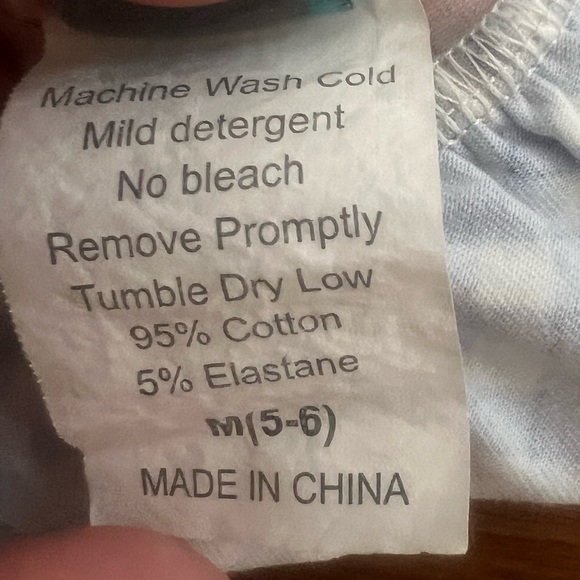 Machine Wash Cold
Mild detergent
No bleach
Remove Promptly
Tumble Dry Low
95% Cotton
5% Elastane
M(5-6)
MADE IN CHINA